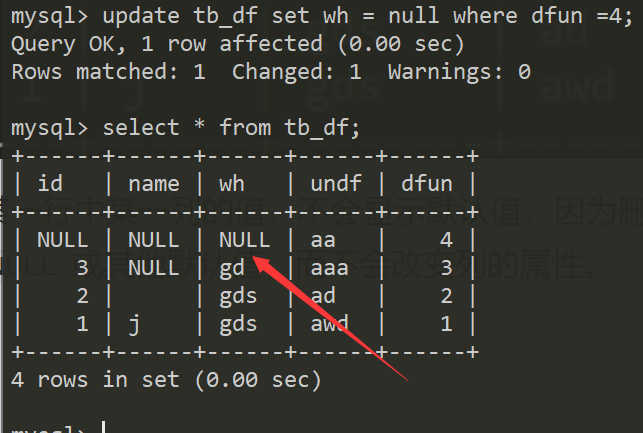 mysql> update tb_df set wh = null where dfun =4;
Query OK, 1 row affected (0.00 sec)
Rows matched: 1  Changed: 1  Warnings: 0
mysql> select * from tb_df;
+------+------+------+------+------+
| id   | name | wh   | undf | dfun |
+------+------+------+------+------+
| NULL | NULL | NULL | aa   |    4 |
|    3 | NULL | gd   | aaa  |    3 |
|    2 |      | gds  | ad   |    2 |
|    1 | j    | gds  | awd  |    1 |
+------+------+------+------+------+
4 rows in set (0.00 sec)
mysql>